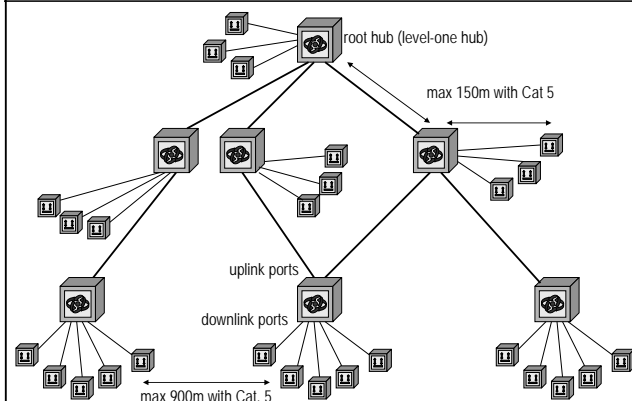 root hub (level-one hub)
max 150m with Cat 5
uplink ports
downlink ports
max 900m with Cat. 5